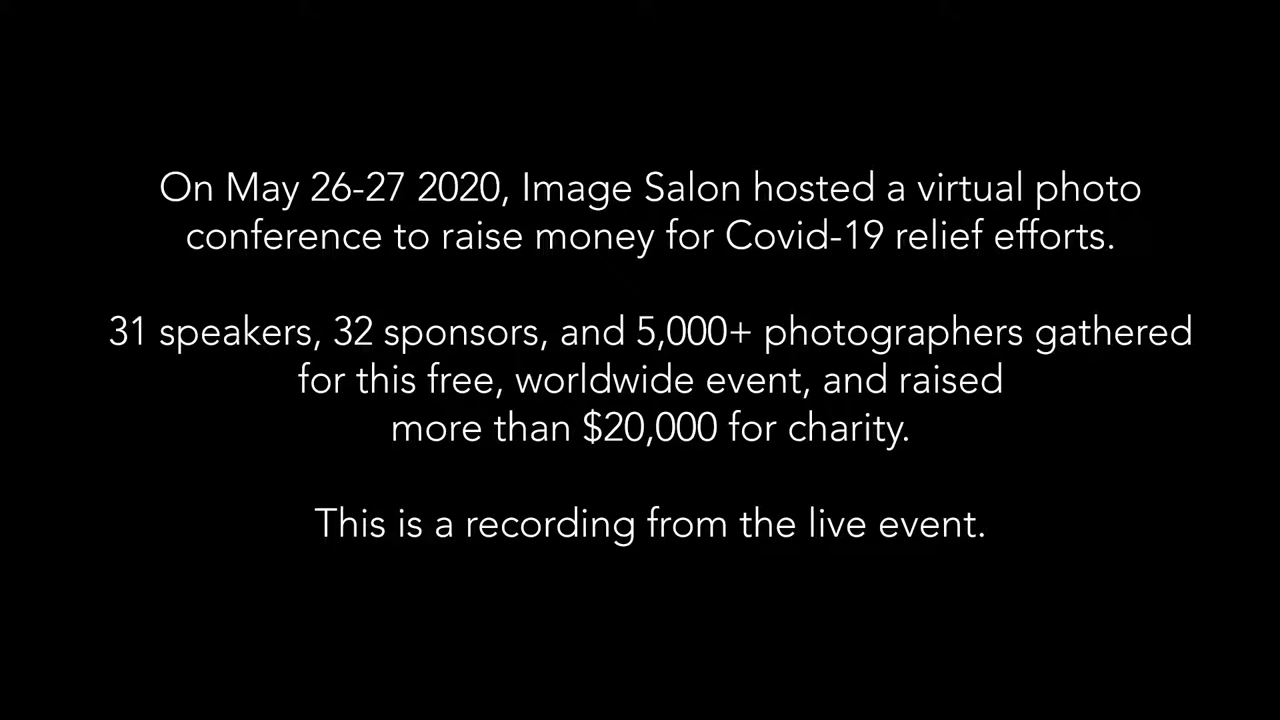 On May 26-27 2020, Image Salon hosted a virtual photo
conference to raise money for Covid-19 relief efforts.
31 speakers, 32 sponsors, and 5,000+ photographers gathered
for this free, worldwide event, and raised
more than $20,000 for charity.
This is a recording from the live event.